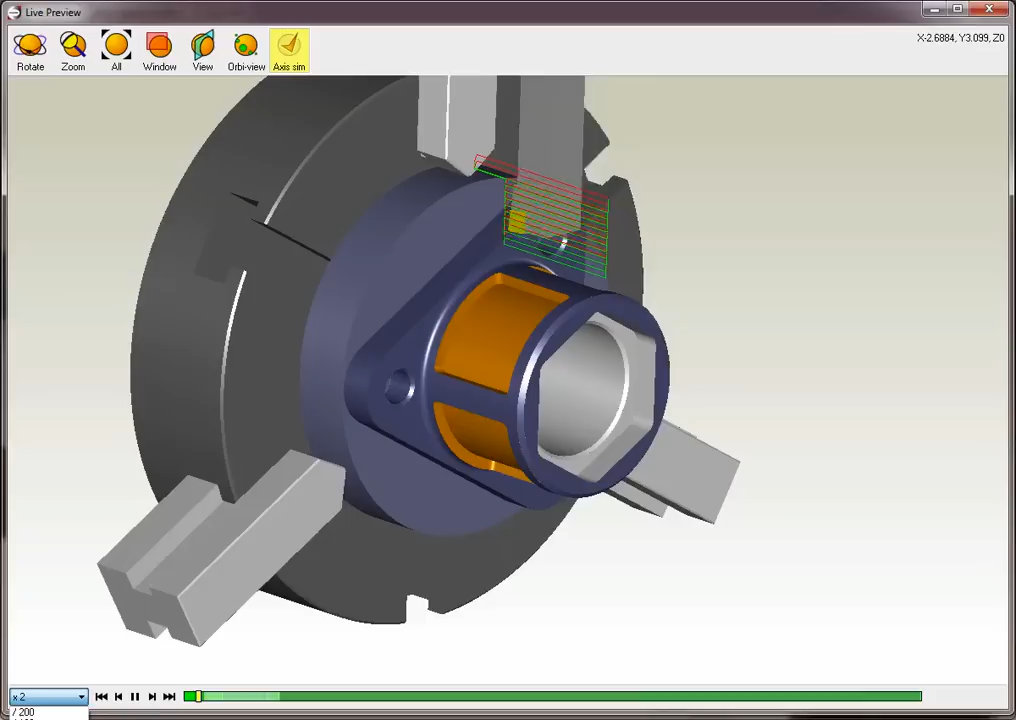 Live Preview
Rotate
Zoom
All
Window
View
Orbi-view
Axis sim
X-2.6884, Y3.099, Z0
x 2
/ 200